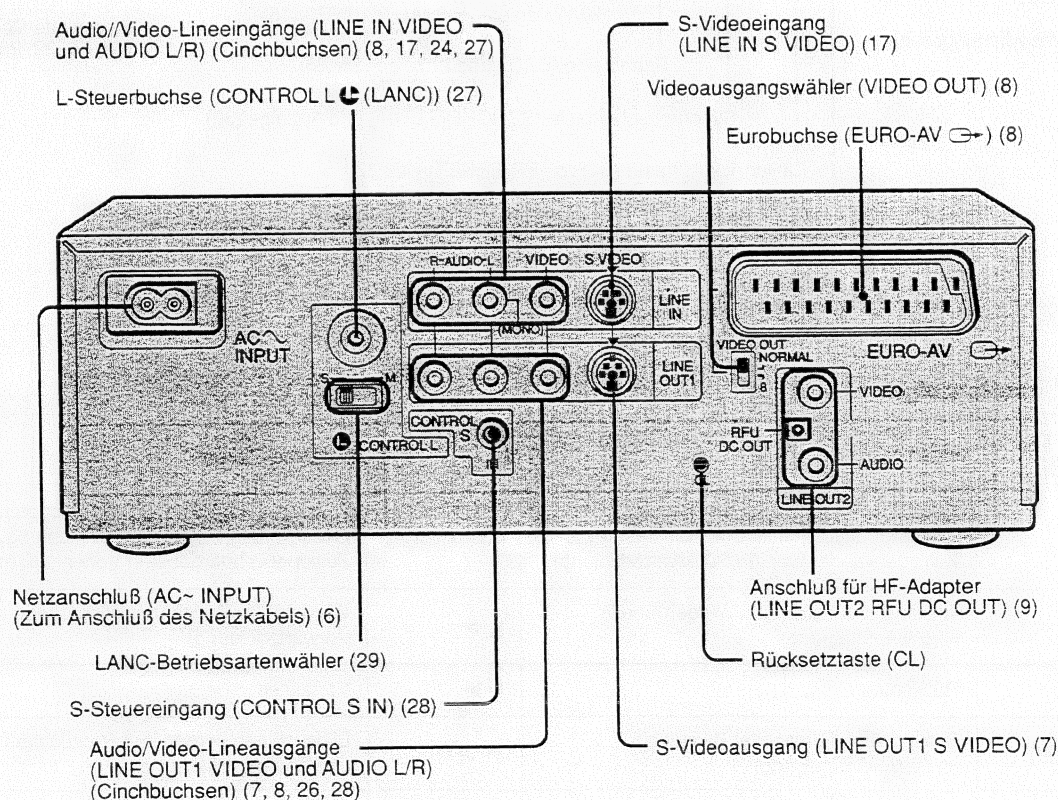 Audio//Video-Lineeingänge (LINE IN VIDEO
und AUDIO L/R) (Cinchbuchsen) (8, 17, 24, 27)
L-Steuerbuchse (CONTROL L (LANC)) (27)
S-Videoeingang
(LINE IN S VIDEO) (17)
Videoausgangswähler (VIDEO OUT) (8)
Eurobuchse (EURO-AV) (8)
R-AUDIO-L VIDEO S VIDEO
LINE
IN
(MONO)
AC~
INPUT
VIDEO OUT
NORMAL
EURO-AV
LINE
OUT1
S M
VIDEO
CONTROL
S
IN
L CONTROL L
RFU
DC OUT
AUDIO
CL
LINE OUT2
Netzanschluß (AC~ INPUT)
(Zum Anschluß des Netzkabels) (6)
Anschluß für HF-Adapter
(LINE OUT2 RFU DC OUT) (9)
LANC-Betriebsartenwähler (29)
Rücksetztaste (CL)
S-Steuereingang (CONTROL S IN) (28)
Audio/Video-Lineausgänge
(LINE OUT1 VIDEO und AUDIO L/R)
(Cinchbuchsen) (7, 8, 26, 28)
S-Videoausgang (LINE OUT1 S VIDEO) (7)